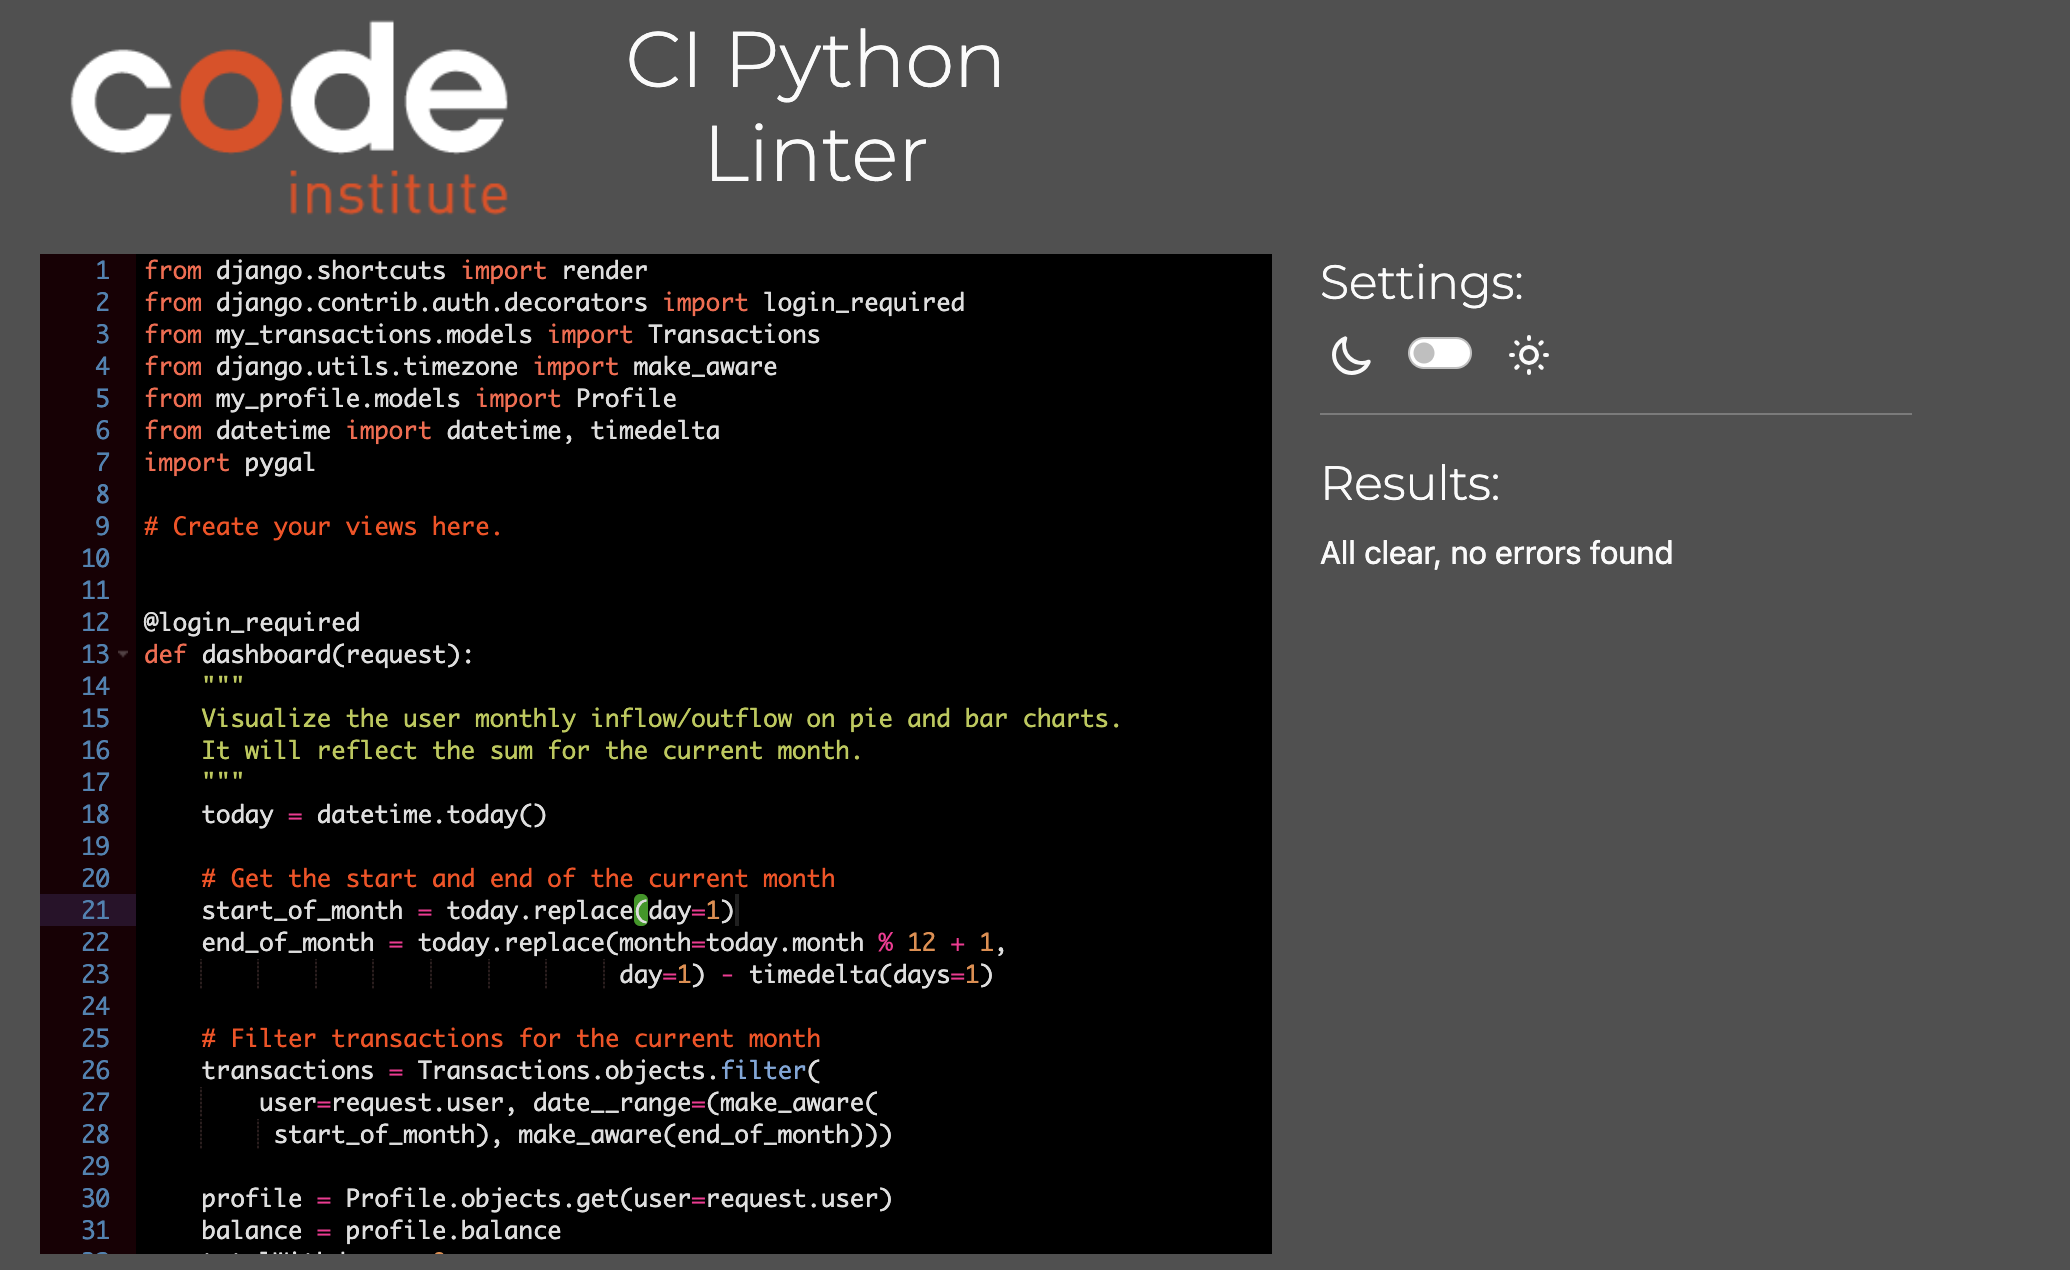 code
institute
CI Python
Linter
1 from django.shortcuts import render
2 from django.contrib.auth.decorators import login_required
3 from my_transactions.models import Transactions
4 from django.utils.timezone import make_aware
5 from my_profile.models import Profile
6 from datetime import datetime, timedelta
7 import pygal
8
9 # Create your views here.
10
11
12 @login_required
13 def dashboard(request):
14     """
15     Visualize the user monthly inflow/outflow on pie and bar charts.
16     It will reflect the sum for the current month.
17     """
18     today = datetime.today()
19
20     # Get the start and end of the current month
21     start_of_month = today.replace(day=1)
22     end_of_month = today.replace(month=today.month % 12 + 1,
23                                  day=1) - timedelta(days=1)
24
25     # Filter transactions for the current month
26     transactions = Transactions.objects.filter(
27         user=request.user, date__range=(make_aware(
28          start_of_month), make_aware(end_of_month)))
29
30     profile = Profile.objects.get(user=request.user)
31     balance = profile.balance
Settings:
Results:
All clear, no errors found